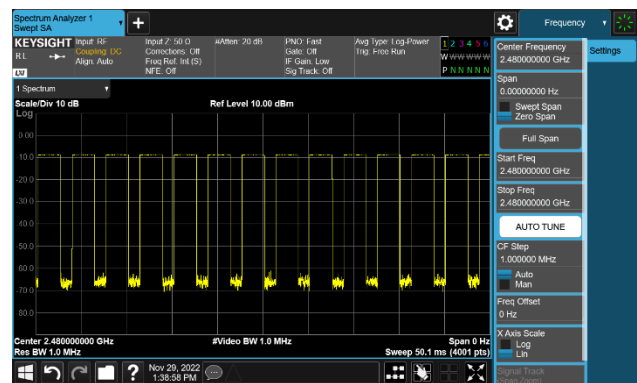 Spectrum Analyzer 1
Swept SA
Frequency
KEYSIGHT
RL
Input: RF
Coupling: DC
Align: Auto
Input Z: 50 Ω
Corrections: Off
Freq Ref: Int (S)
NFE: Off
#Atten: 20 dB
PNO: Fast
Gate: Off
IF Gain: Low
Sig Track: Off
Avg Type: Log-Power
Trig: Free Run
1 2 3 4 5 6
W W W W W W
P N N N N N
Center Frequency
2.480000000 GHz
Settings
Span
0.00000000 Hz
Swept Span
Zero Span
Full Span
Start Freq
2.480000000 GHz
Stop Freq
2.480000000 GHz
AUTO TUNE
CF Step
1.000000 MHz
Auto
Man
Freq Offset
0 Hz
X Axis Scale
Log
Lin
Signal Track
(Span Zoom)
LXI
1 Spectrum
Scale/Div 10 dB
Ref Level 10.00 dBm
Log
0.00
-10.0
-20.0
-30.0
-40.0
-50.0
-60.0
-70.0
-80.0
Center 2.480000000 GHz
#Video BW 1.0 MHz
Span 0 Hz
Res BW 1.0 MHz
Sweep 50.1 ms (4001 pts)
?
Nov 29, 2022
1:38:58 PM